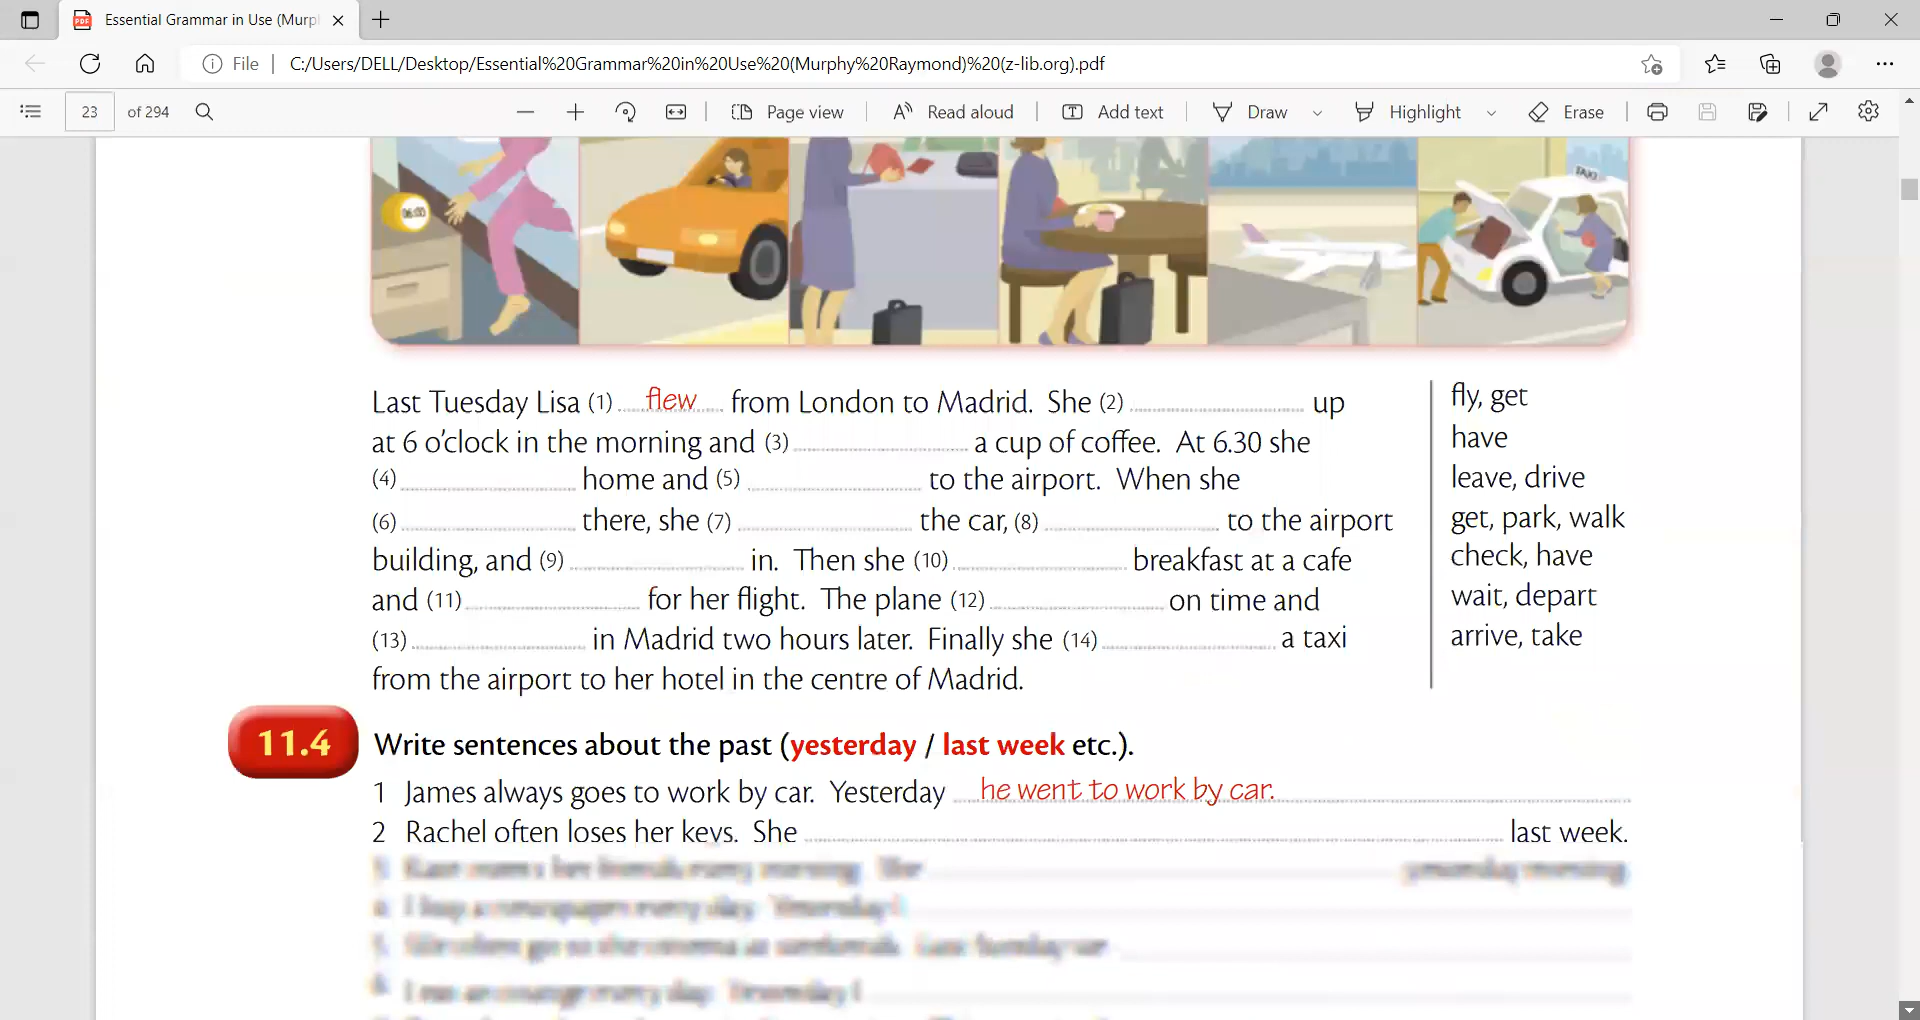 Essential Grammar in Use (Murp
File | C:/Users/DELL/Desktop/Essential%20Grammar%20in%20Use%20(Murphy%20Raymond)%20(z-lib.org).pdf
23 of 294 Page view Read aloud Add text Draw Highlight Erase
06:00
TAXI
Last Tuesday Lisa (1) flew from London to Madrid. She (2) up
at 6 o'clock in the morning and (3) a cup of coffee. At 6.30 she
(4) home and (5) to the airport. When she
(6) there, she (7) the car, (8) to the airport
building, and (9) in. Then she (10) breakfast at a cafe
and (11) for her flight. The plane (12) on time and
(13) in Madrid two hours later. Finally she (14) a taxi
from the airport to her hotel in the centre of Madrid.
fly, get
have
leave, drive
get, park, walk
check, have
wait, depart
arrive, take
11.4 Write sentences about the past (yesterday / last week etc.).
1 James always goes to work by car. Yesterday he went to work by car.
2 Rachel often loses her keys. She last week.